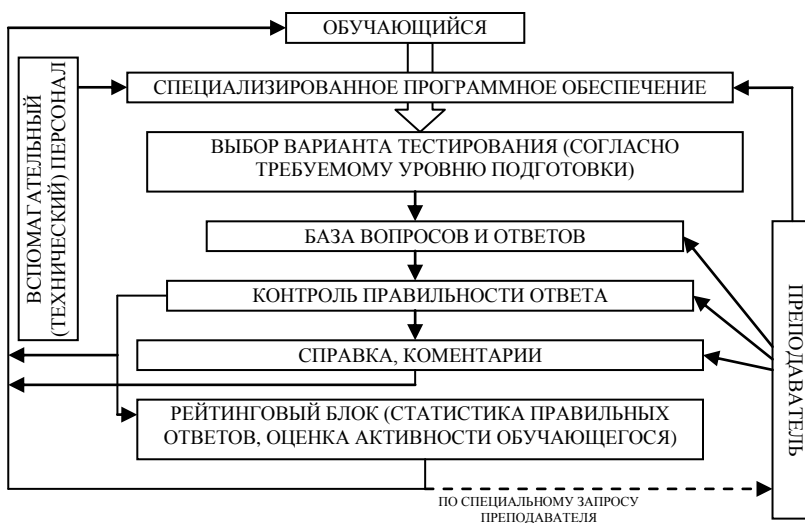 ОБУЧАЮЩИЙСЯ
СПЕЦИАЛИЗИРОВАННОЕ ПРОГРАММНОЕ ОБЕСПЕЧЕНИЕ
ВСПОМАГАТЕЛЬНЫЙ
(ТЕХНИЧЕСКИЙ) ПЕРСОНАЛ
ВЫБОР ВАРИАНТА ТЕСТИРОВАНИЯ (СОГЛАСНО
ТРЕБУЕМОМУ УРОВНЮ ПОДГОТОВКИ)
БАЗА ВОПРОСОВ И ОТВЕТОВ
КОНТРОЛЬ ПРАВИЛЬНОСТИ ОТВЕТА
СПРАВКА, КОМЕНТАРИИ
РЕЙТИНГОВЫЙ БЛОК (СТАТИСТИКА ПРАВИЛЬНЫХ
ОТВЕТОВ, ОЦЕНКА АКТИВНОСТИ ОБУЧАЮЩЕГОСЯ)
ПРЕПОДАВАТЕЛЬ
ПО СПЕЦИАЛЬНОМУ ЗАПРОСУ
ПРЕПОДАВАТЕЛЯ